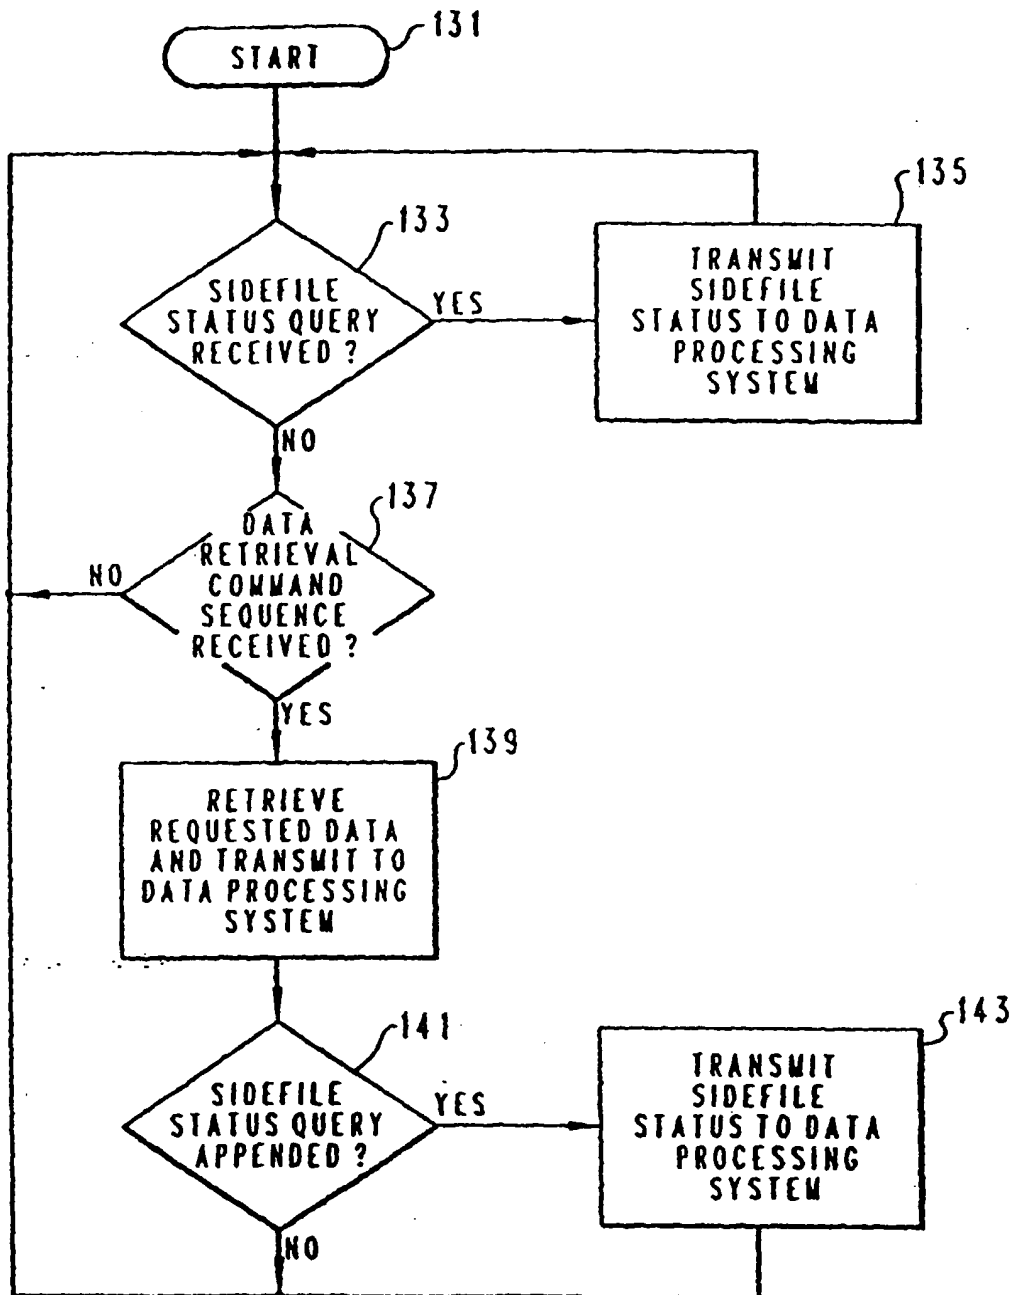 131
START
135
133
TRANSMIT
SIDEFILE
STATUS TO DATA
PROCESSING
SYSTEM
SIDEFILE
STATUS QUERY
RECEIVED ?
YES
NO
137
DATA
RETRIEVAL
COMMAND
SEQUENCE
RECEIVED ?
NO
YES
139
RETRIEVE
REQUESTED DATA
AND TRANSMIT TO
DATA PROCESSING
SYSTEM
141
143
SIDEFILE
STATUS QUERY
APPENDED ?
YES
TRANSMIT
SIDEFILE
STATUS TO DATA
PROCESSING
SYSTEM
NO